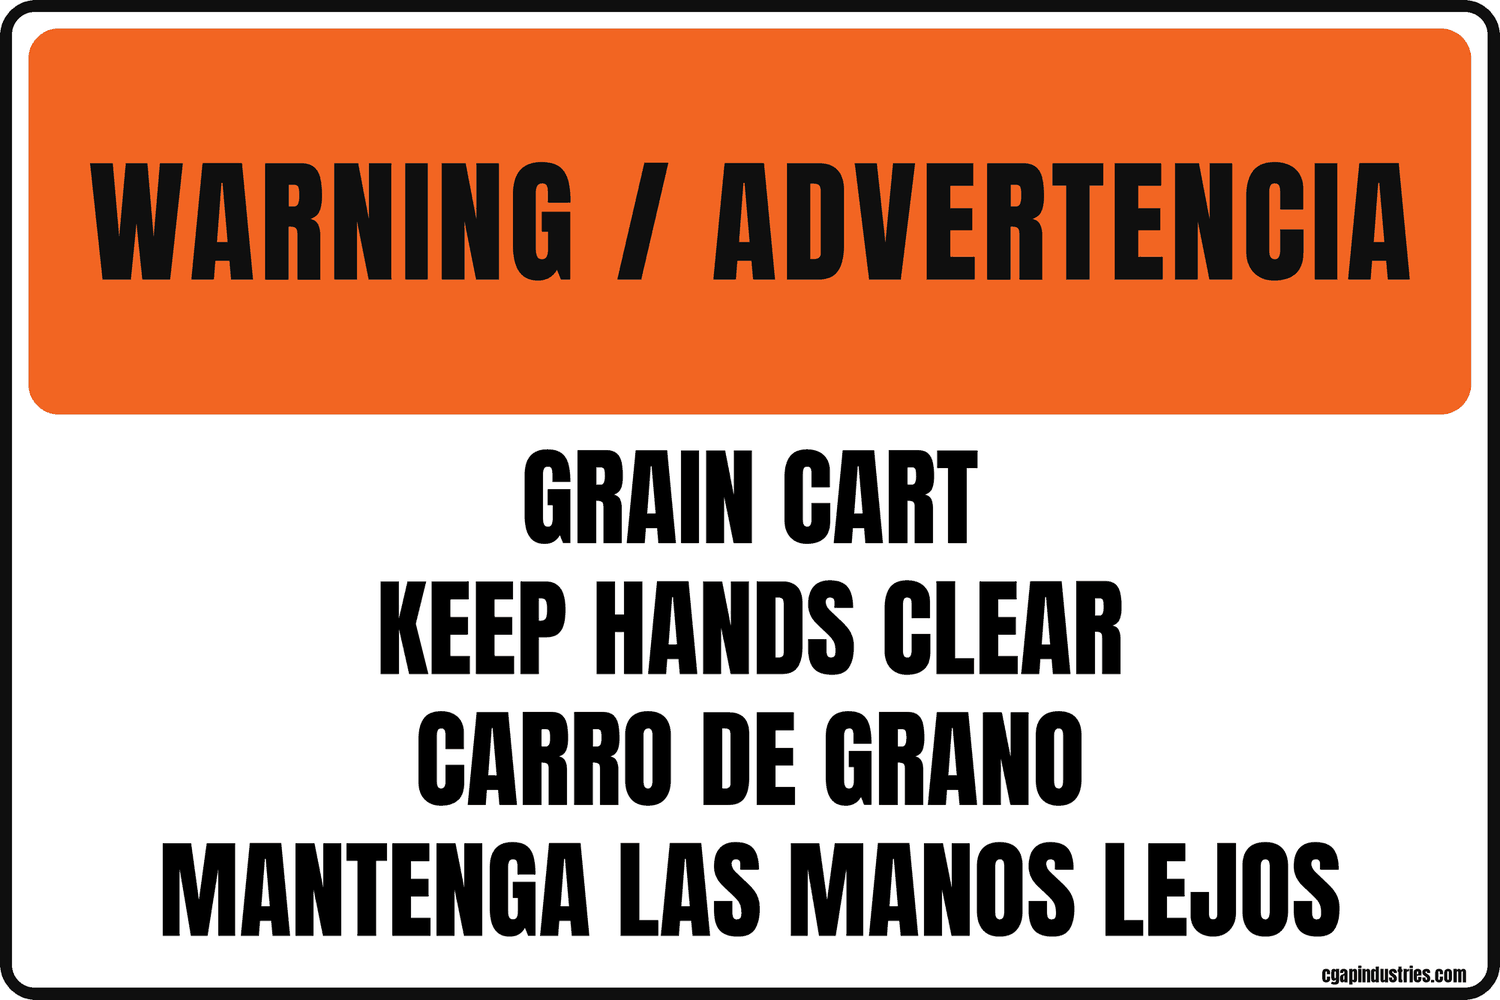 WARNING / ADVERTENCIA
GRAIN CART
KEEP HANDS CLEAR
CARRO DE GRANO
MANTENGA LAS MANOS LEJOS
cgapindustries.com